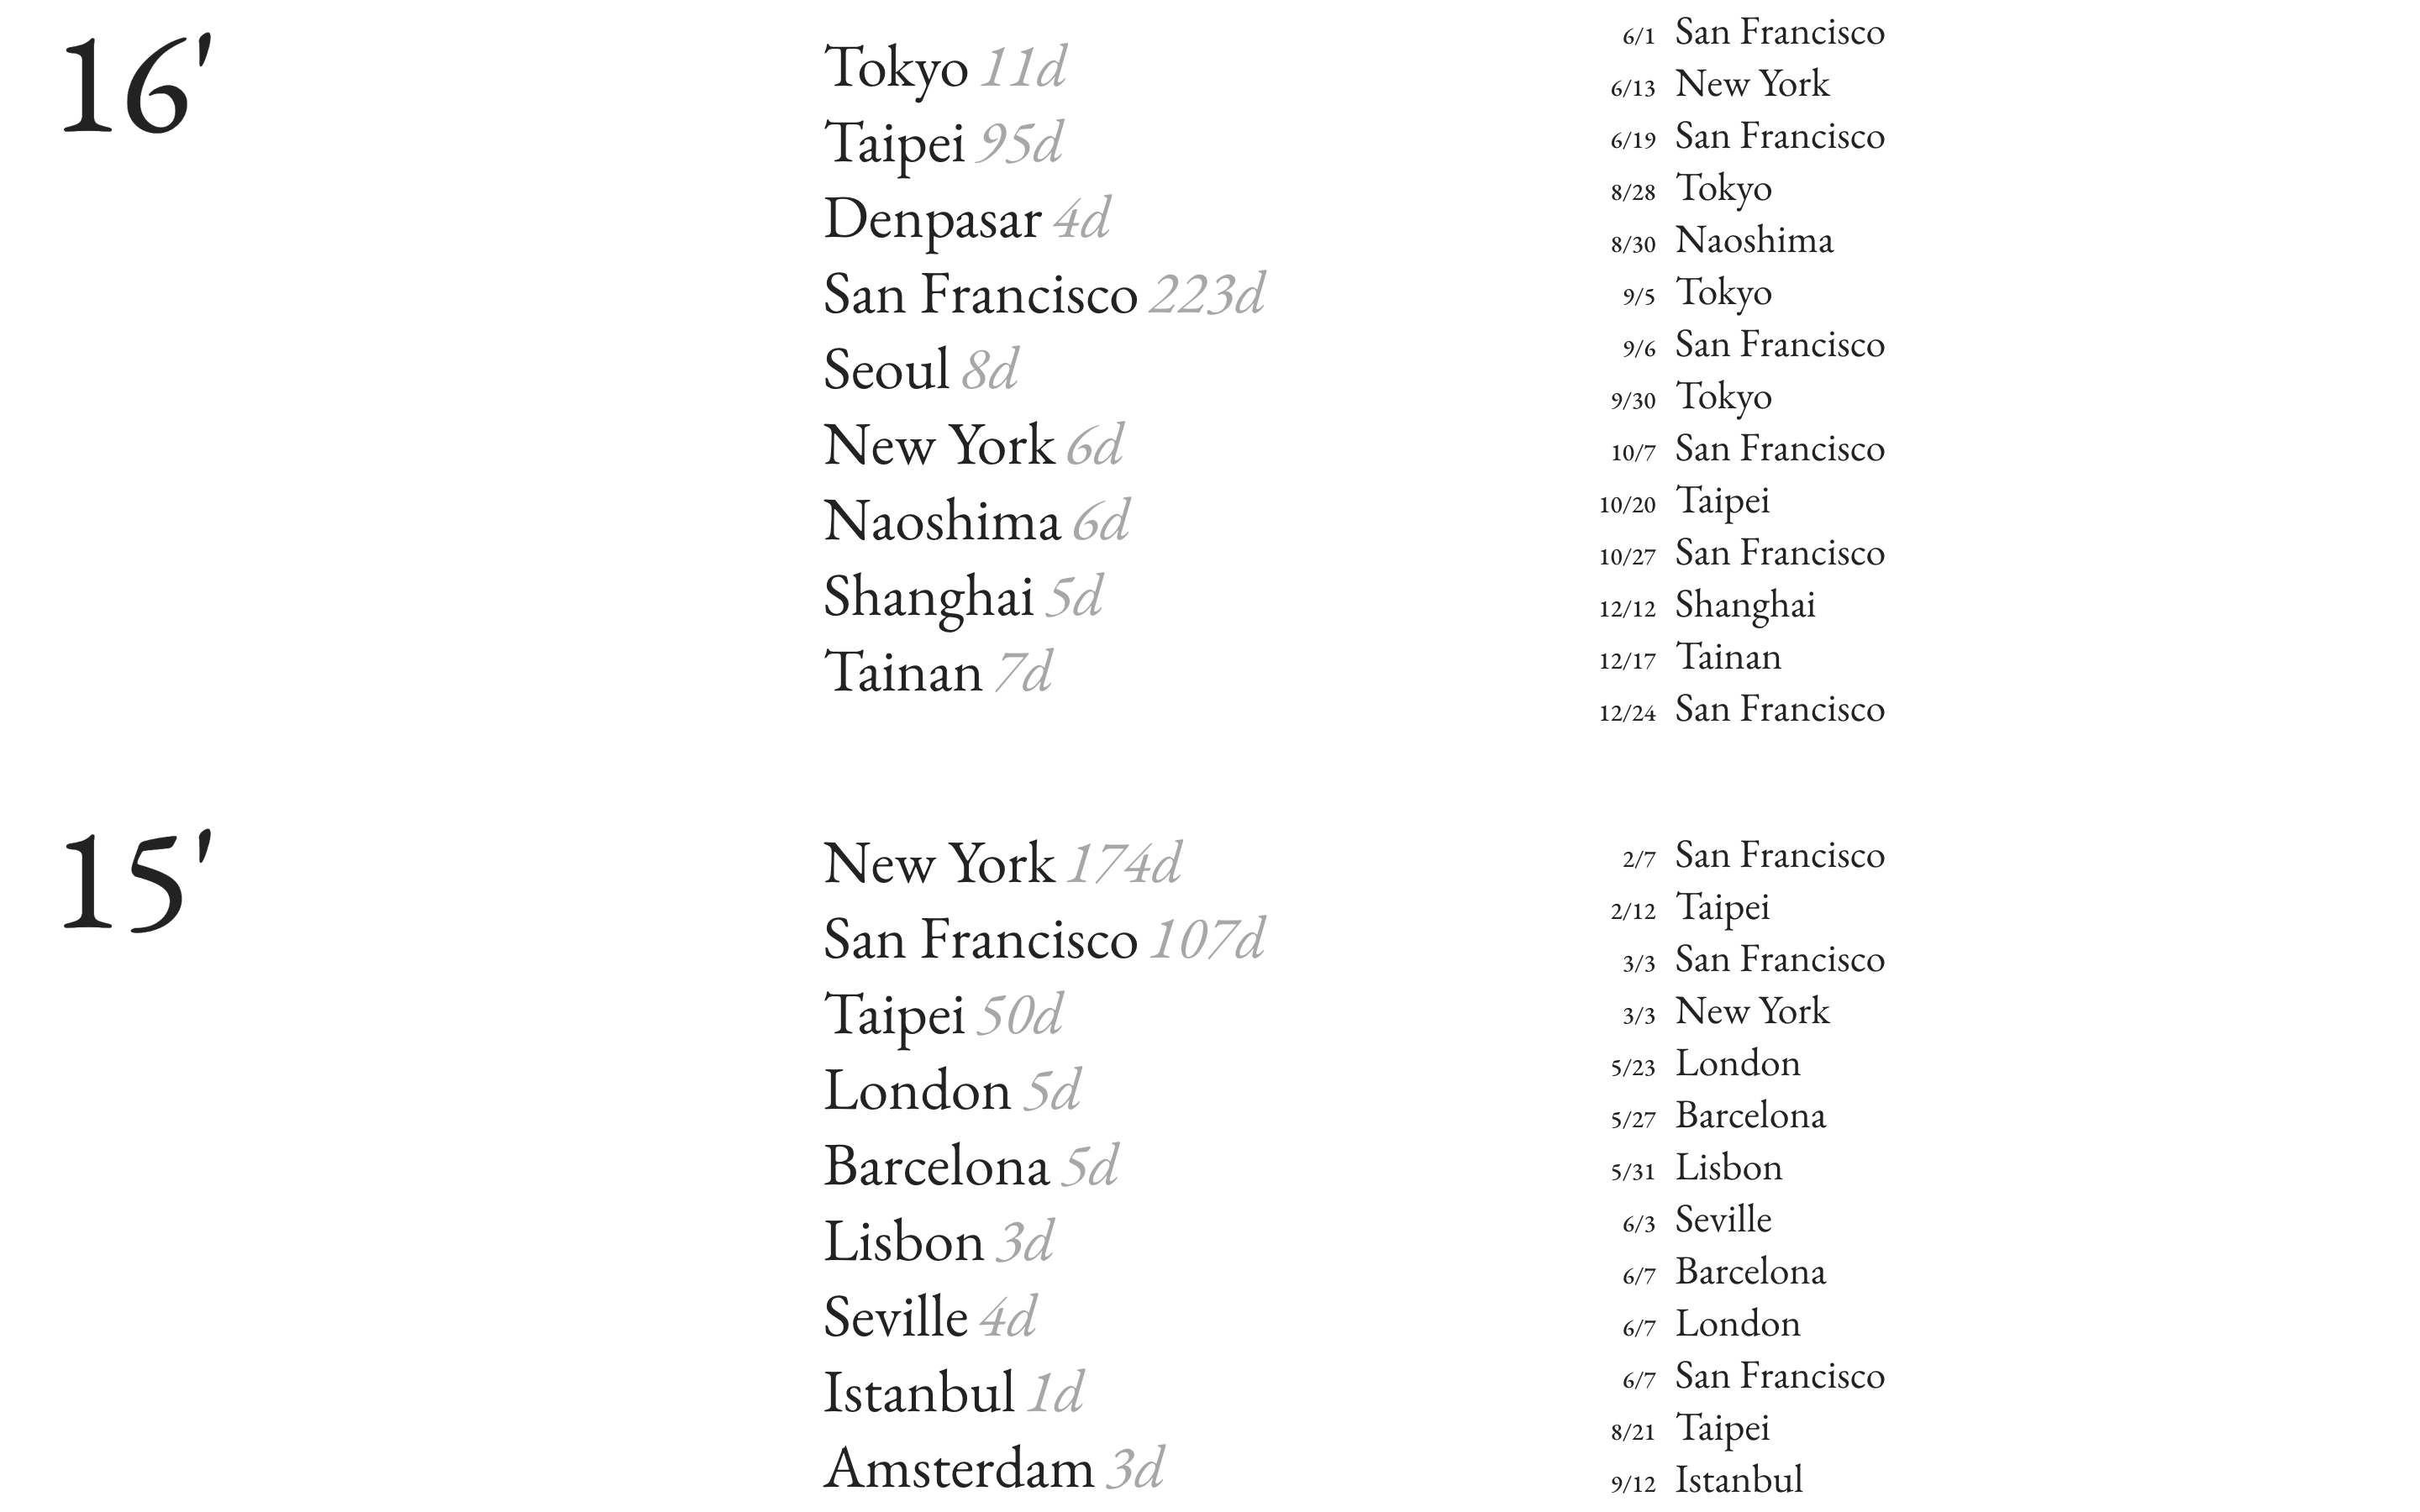 16'
Tokyo 11d
Taipei 95d
Denpasar 4d
San Francisco 223d
Seoul 8d
New York 6d
Naoshima 6d
Shanghai 5d
Tainan 7d
6/1 San Francisco
6/13 New York
6/19 San Francisco
8/28 Tokyo
8/30 Naoshima
9/5 Tokyo
9/6 San Francisco
9/30 Tokyo
10/7 San Francisco
10/20 Taipei
10/27 San Francisco
12/12 Shanghai
12/17 Tainan
12/24 San Francisco
15'
New York 174d
San Francisco 107d
Taipei 50d
London 5d
Barcelona 5d
Lisbon 3d
Seville 4d
Istanbul 1d
Amsterdam 3d
2/7 San Francisco
2/12 Taipei
3/3 San Francisco
3/3 New York
5/23 London
5/27 Barcelona
5/31 Lisbon
6/3 Seville
6/7 Barcelona
6/7 London
6/7 San Francisco
8/21 Taipei
9/12 Istanbul